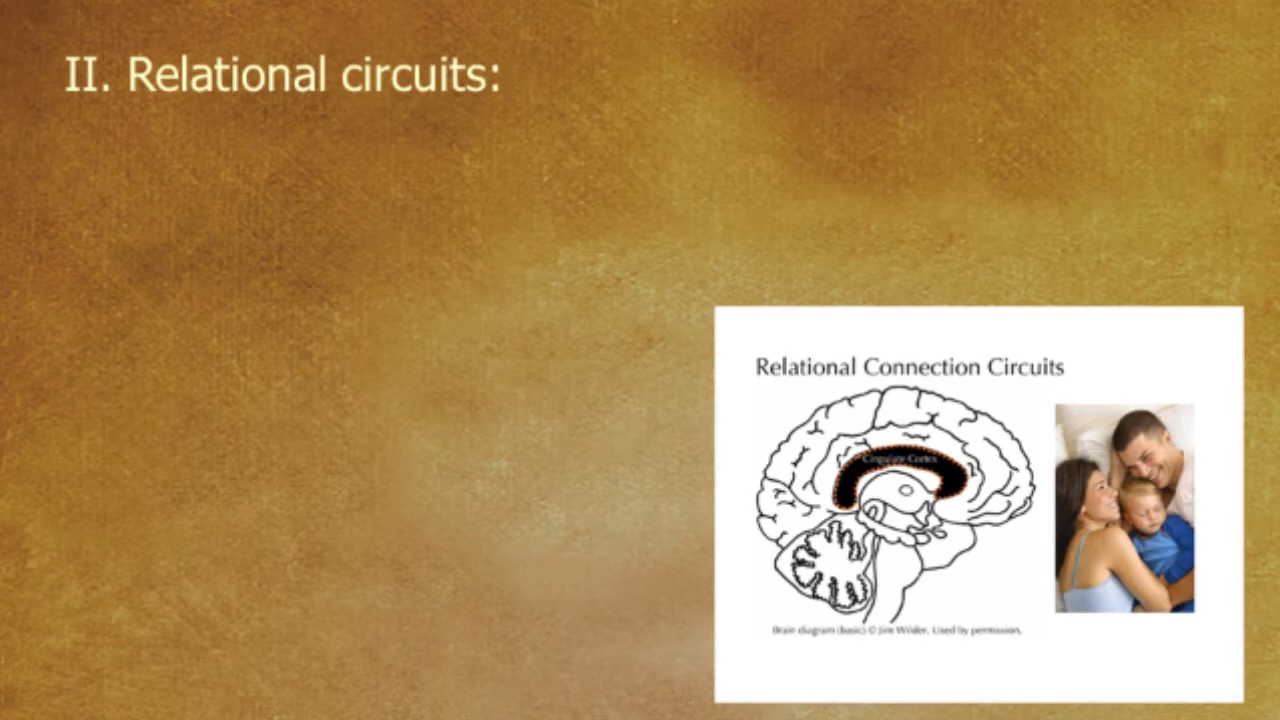 II. Relational circuits:
Relational Connection Circuits
Cingulate Cortex
Brain diagram (basic) © Jim Wilder, Used by permission.